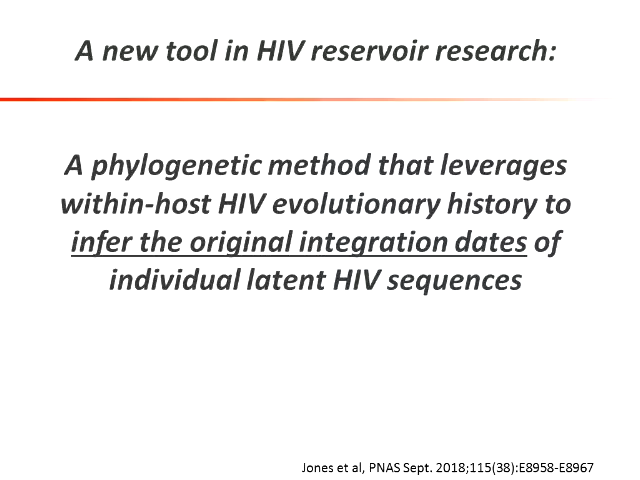 A new tool in HIV reservoir research:
A phylogenetic method that leverages
within-host HIV evolutionary history to
infer the original integration dates of
individual latent HIV sequences
Jones et al, PNAS Sept. 2018;115(38):E8958-E8967